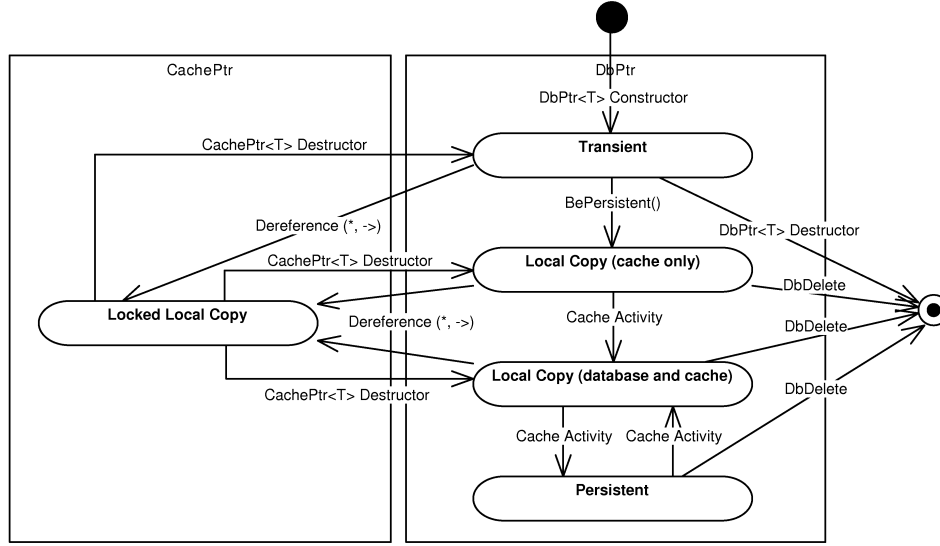 CachePtr
DbPtr
DbPtr<T> Constructor
CachePtr<T> Destructor
Transient
BePersistent()
Dereference (*, ->)
DbPtr<T> Destructor
CachePtr<T> Destructor
Local Copy (cache only)
DbDelete
Locked Local Copy
Dereference (*, ->)
Cache Activity
DbDelete
Local Copy (database and cache)
CachePtr<T> Destructor
DbDelete
Cache Activity
Cache Activity
Persistent